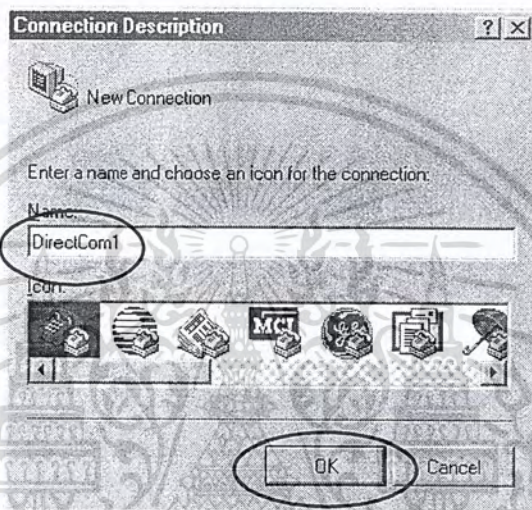 Connection Description
New Connection
Enter a name and choose an icon for the connection:
Name:
DirectCom1
Icon:
MCI
OK
Cancel